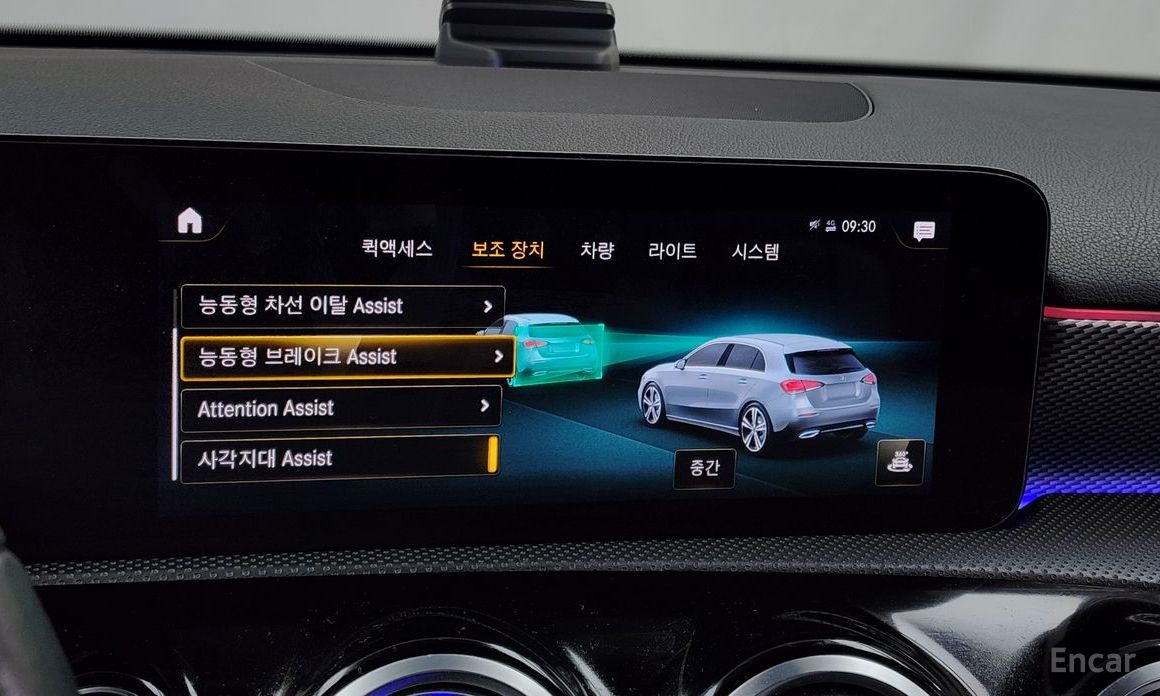 4G 09:30
퀵액세스 보조 장치 차량 라이트 시스템
능동형 차선 이탈 Assist
능동형 브레이크 Assist
Attention Assist
사각지대 Assist
중간
360°
Encar